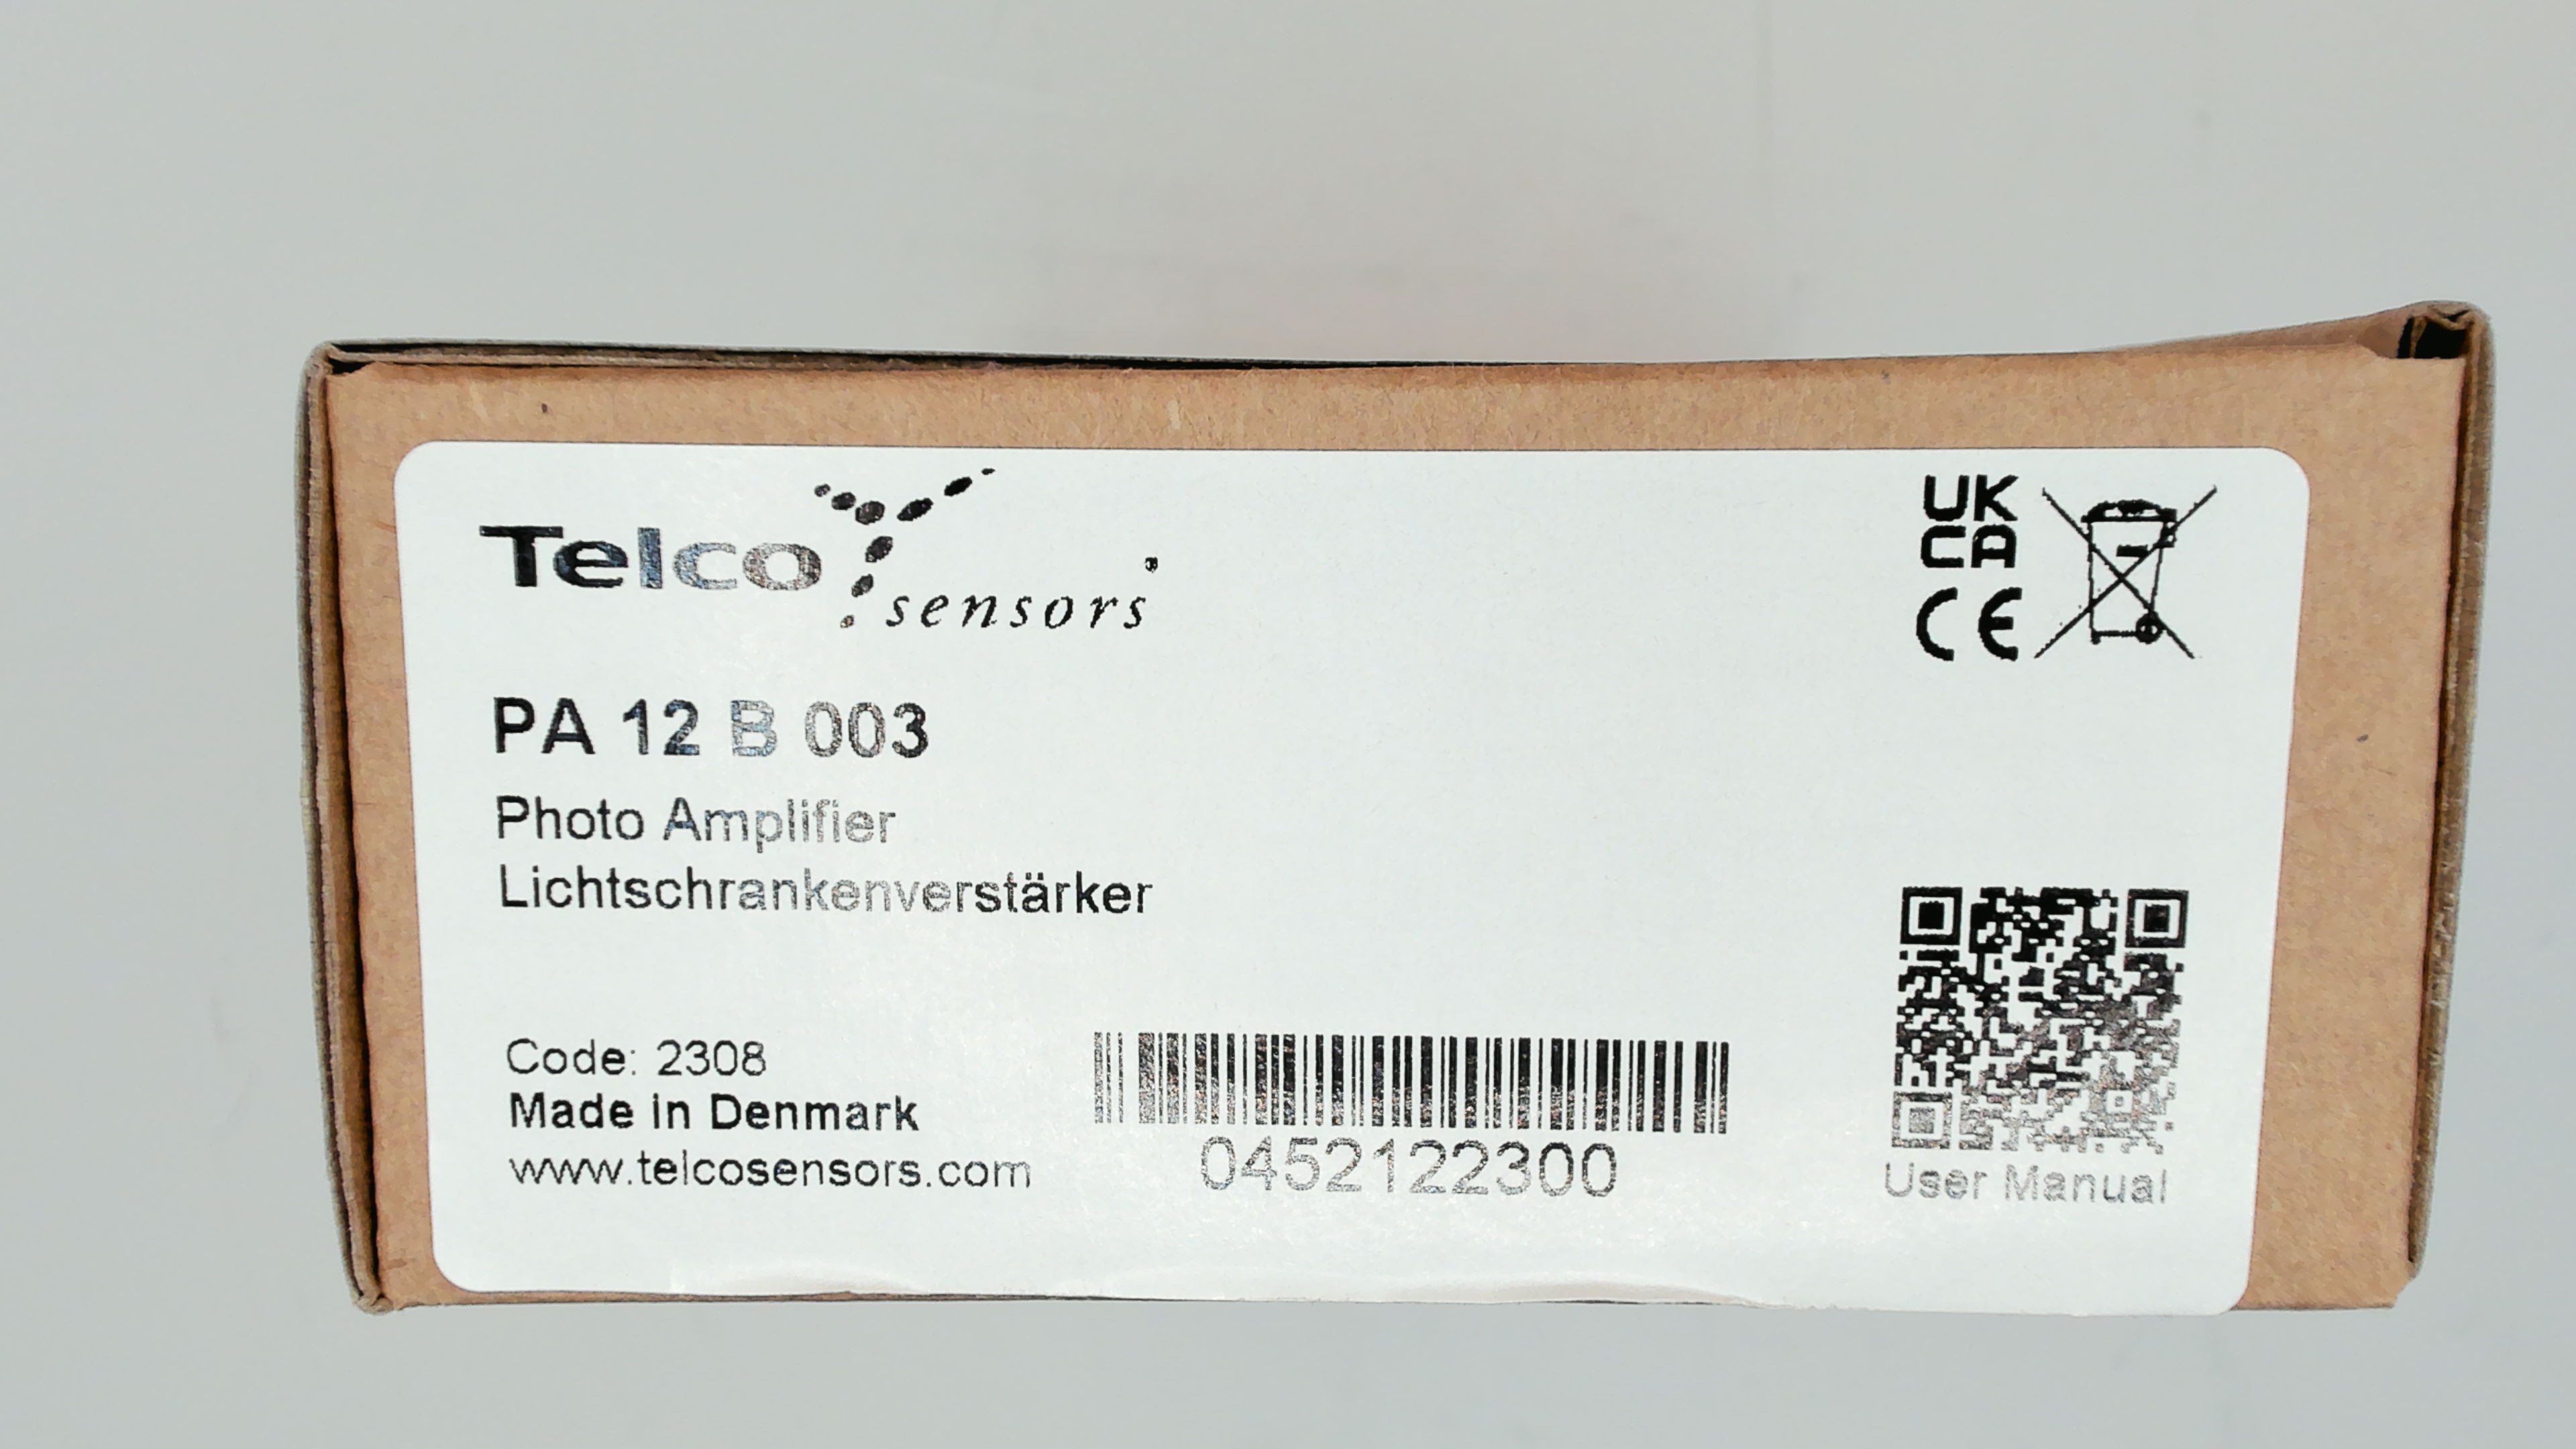 Telco sensors
UK
CA
CE
PA 12 B 003
Photo Amplifier
Lichtschrankenverstärker
Code: 2308
Made in Denmark
www.telcosensors.com
0452122300
User Manual